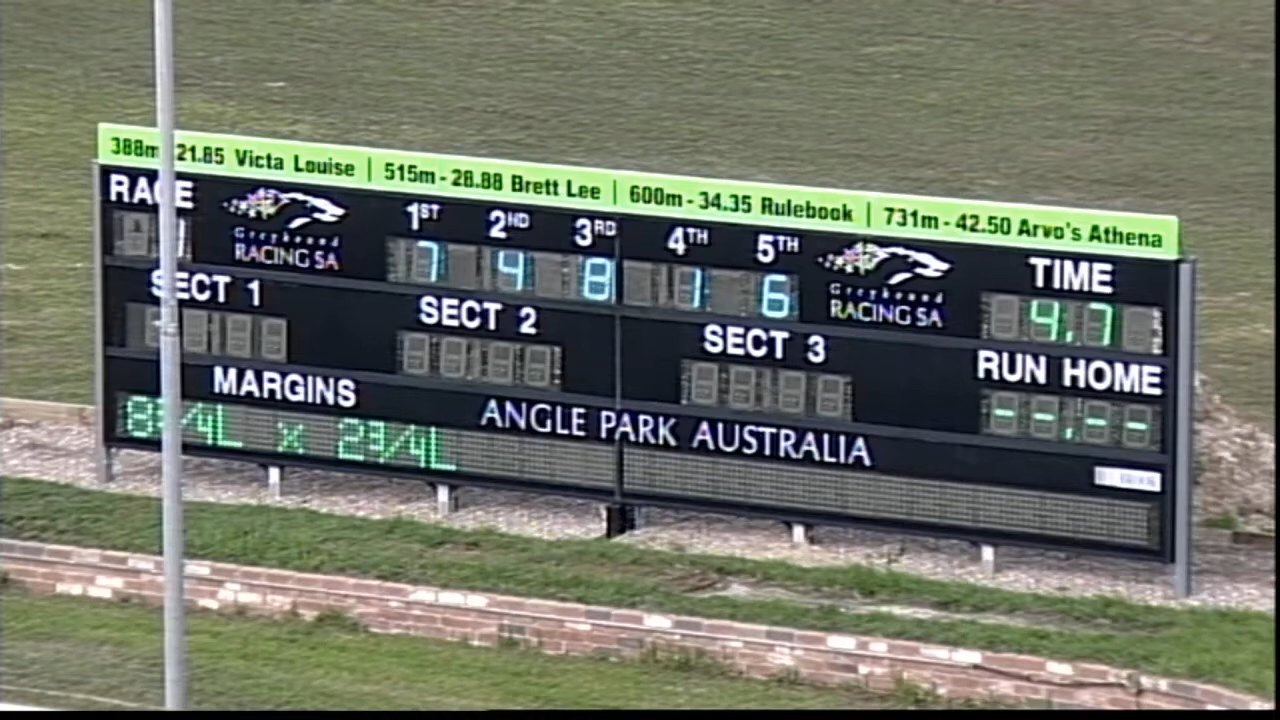 388m 21.85 Victa Louise | 515m - 28.88 Brett Lee | 600m - 34.35 Rulebook | 731m - 42.50 Arvo's Athena
RACE 1ST 2ND 3RD 4TH 5TH TIME
Greyhound RACING SA
7 4 8 1 6
Greyhound RACING SA
4.7
SECT 1 SECT 2 SECT 3 RUN HOME
--.--
MARGINS ANGLE PARK AUSTRALIA
x 23/4L